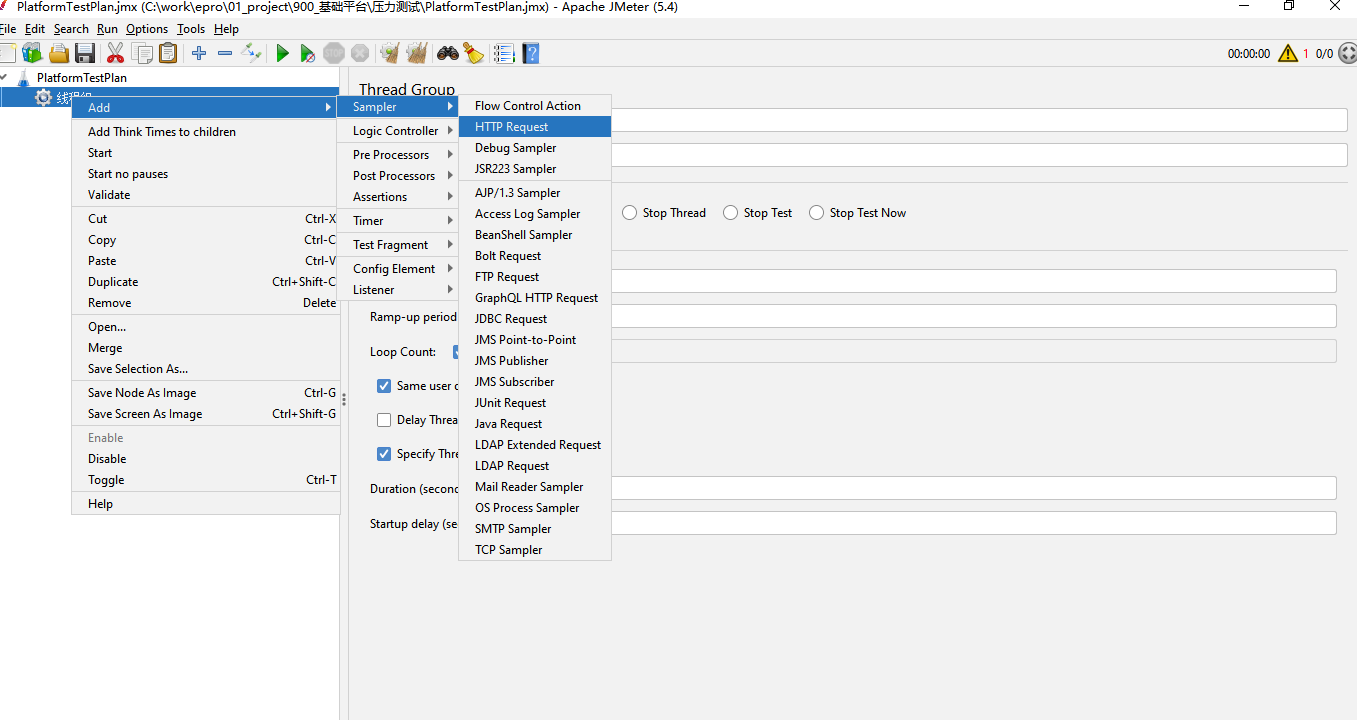 PlatformTestPlan.jmx (C:\work\epro\01_project\900_基础平台\压力测试\PlatformTestPlan.jmx) - Apache JMeter (5.4)
File Edit Search Run Options Tools Help
00:00:00 1 0/0
PlatformTestPlan
线程组
Thread Group
Add
Add Think Times to children
Start
Start no pauses
Validate
Cut Ctrl-X
Copy Ctrl-C
Paste Ctrl-V
Duplicate Ctrl+Shift-C
Remove Delete
Open...
Merge
Save Selection As...
Save Node As Image Ctrl-G
Save Screen As Image Ctrl+Shift-G
Enable
Disable
Toggle Ctrl-T
Help
Sampler
Logic Controller
Pre Processors
Post Processors
Assertions
Timer
Test Fragment
Config Element
Listener
Flow Control Action
HTTP Request
Debug Sampler
JSR223 Sampler
AJP/1.3 Sampler
Access Log Sampler
BeanShell Sampler
Bolt Request
FTP Request
GraphQL HTTP Request
JDBC Request
JMS Point-to-Point
JMS Publisher
JMS Subscriber
JUnit Request
Java Request
LDAP Extended Request
LDAP Request
Mail Reader Sampler
OS Process Sampler
SMTP Sampler
TCP Sampler
Stop Thread Stop Test Stop Test Now
Ramp-up period
Loop Count:
Same user
Delay
Specify
Duration
Startup delay